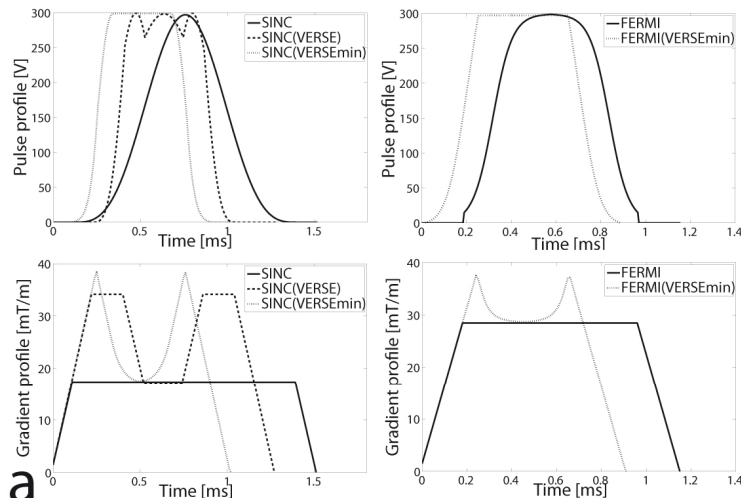 300
250
200
150
100
50
0
Pulse profile [V]
0 0.5 1 1.5
Time [ms]
SINC
SINC(VERSE)
SINC(VERSEmin)
300
250
200
150
100
50
0
Pulse profile [V]
0 0.2 0.4 0.6 0.8 1 1.2 1.4
Time [ms]
FERMI
FERMI(VERSEmin)
40
30
20
10
0
Gradient profile [mT/m]
0 0.5 1 1.5
Time [ms]
SINC
SINC(VERSE)
SINC(VERSEmin)
40
30
20
10
0
Gradient profile [mT/m]
0 0.2 0.4 0.6 0.8 1 1.2 1.4
Time [ms]
FERMI
FERMI(VERSEmin)
a